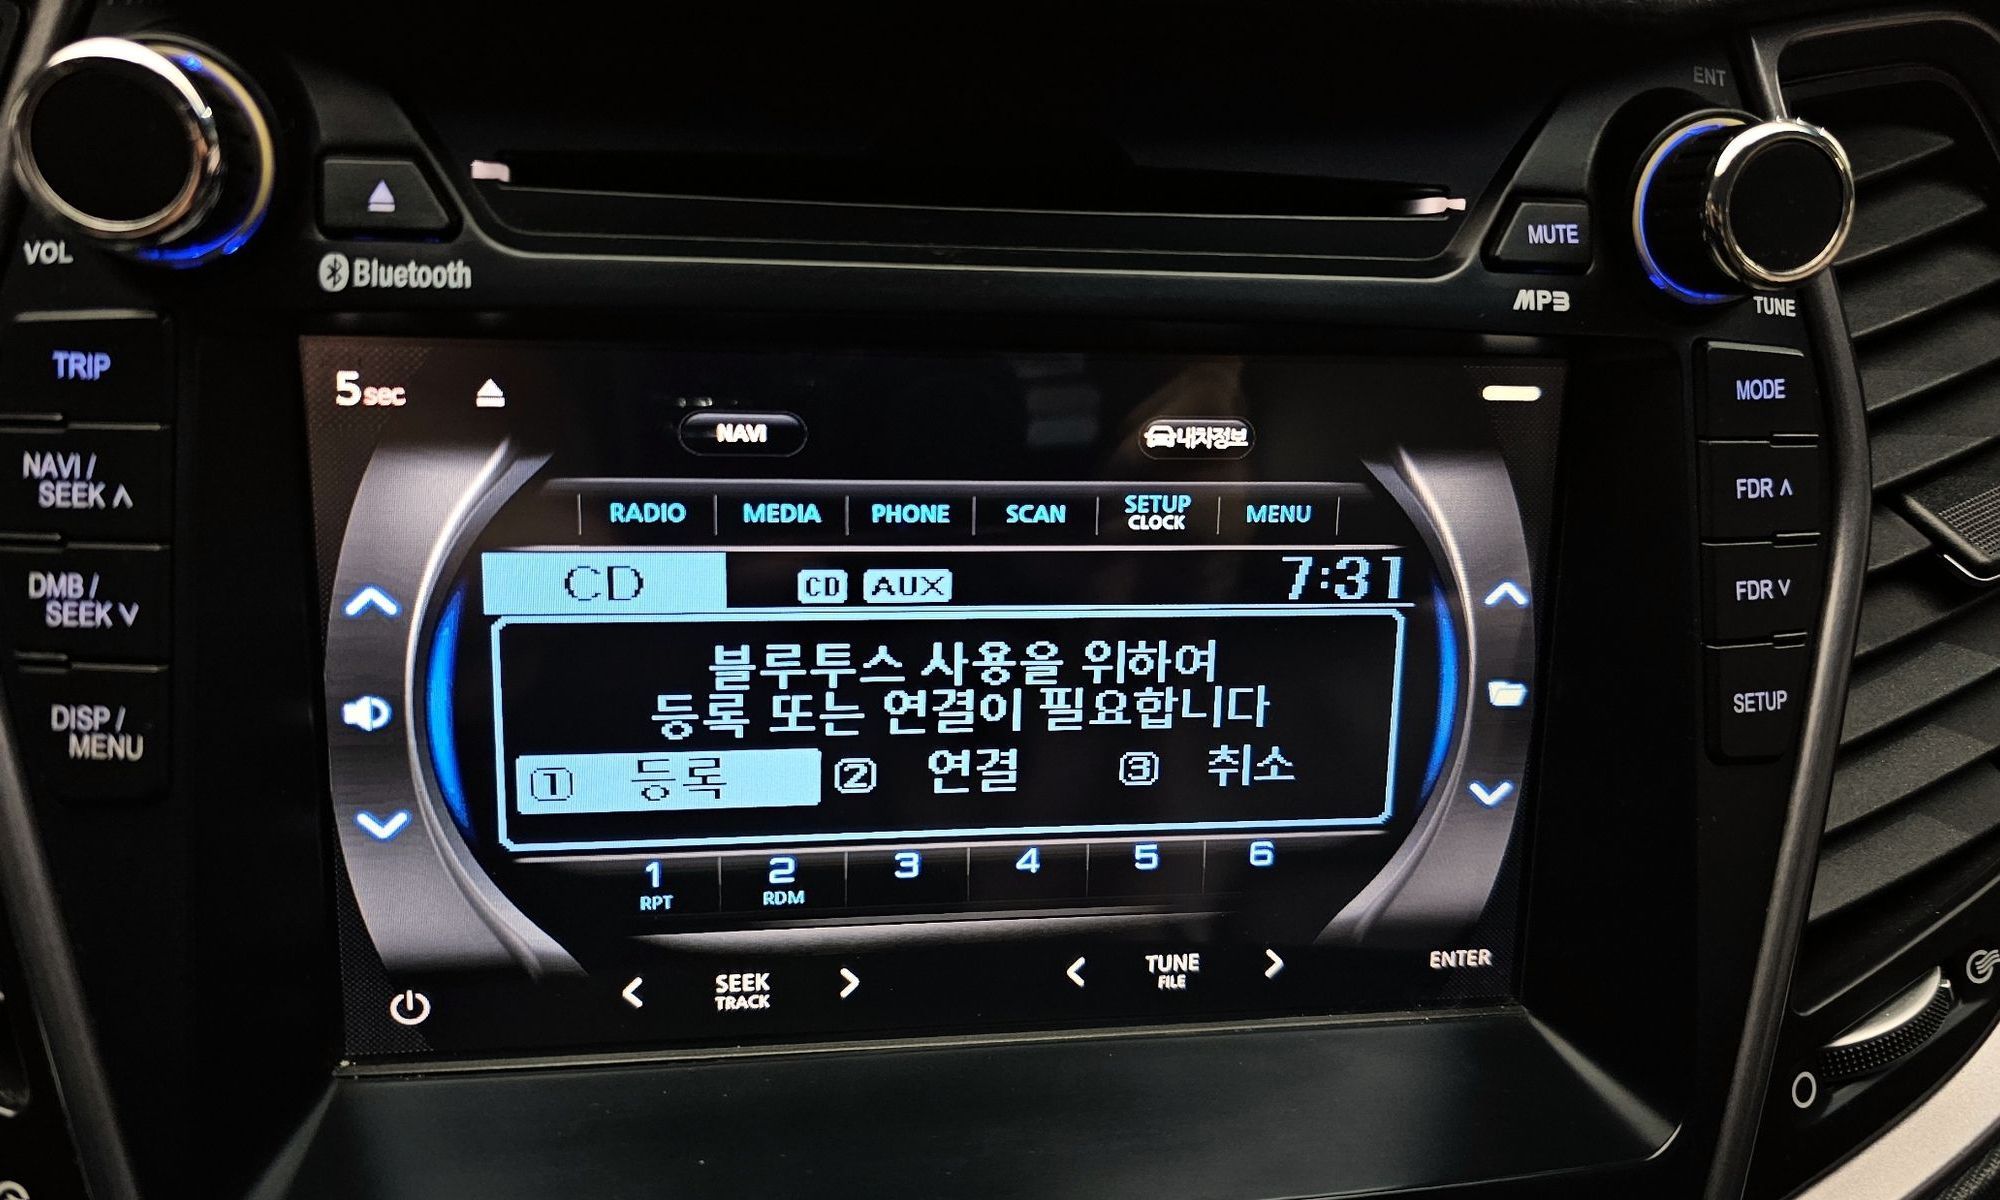 ENT
VOL
Bluetooth
MUTE
MP3
TUNE
TRIP
NAVI /
SEEK ∧
DMB /
SEEK ∨
DISP /
MENU
MODE
FDR ∧
FDR ∨
SETUP
5 sec
NAVI
내차정보
RADIO MEDIA PHONE SCAN SETUP CLOCK MENU
CD CD AUX 7:31
블루투스 사용을 위하여
등록 또는 연결이 필요합니다
① 등록 ② 연결 ③ 취소
1 2 3 4 5 6
RPT RDM
< SEEK TRACK > < TUNE FILE > ENTER